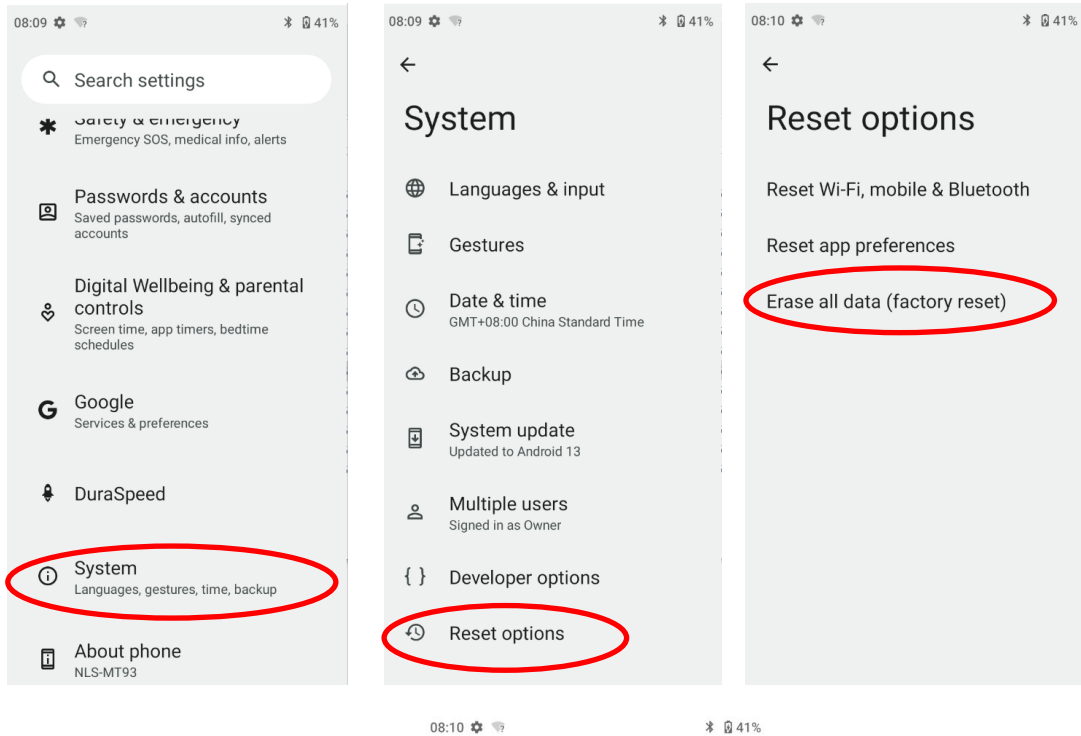 08:09 41%
Search settings
Safety & emergency
Emergency SOS, medical info, alerts
Passwords & accounts
Saved passwords, autofill, synced
accounts
Digital Wellbeing & parental
controls
Screen time, app timers, bedtime
schedules
Google
Services & preferences
DuraSpeed
System
Languages, gestures, time, backup
About phone
NLS-MT93
08:09 41%
System
Languages & input
Gestures
Date & time
GMT+08:00 China Standard Time
Backup
System update
Updated to Android 13
Multiple users
Signed in as Owner
Developer options
Reset options
08:10 41%
Reset options
Reset Wi-Fi, mobile & Bluetooth
Reset app preferences
Erase all data (factory reset)
08:10 41%